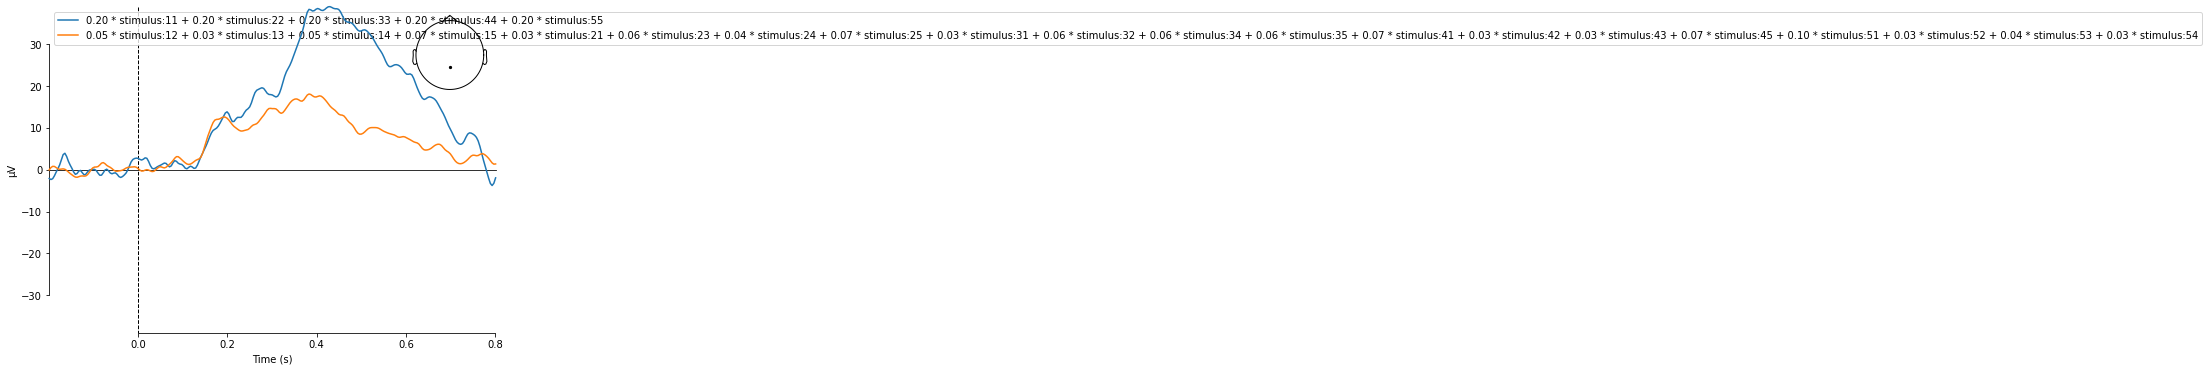 0.20 * stimulus:11 + 0.20 * stimulus:22 + 0.20 * stimulus:33 + 0.20 * stimulus:44 + 0.20 * stimulus:55
0.05 * stimulus:12 + 0.03 * stimulus:13 + 0.05 * stimulus:14 + 0.07 * stimulus:15 + 0.03 * stimulus:21 + 0.06 * stimulus:23 + 0.04 * stimulus:24 + 0.07 * stimulus:25 + 0.03 * stimulus:31 + 0.06 * stimulus:32 + 0.06 * stimulus:34 + 0.06 * stimulus:35 + 0.07 * stimulus:41 + 0.03 * stimulus:42 + 0.03 * stimulus:43 + 0.07 * stimulus:45 + 0.10 * stimulus:51 + 0.03 * stimulus:52 + 0.04 * stimulus:53 + 0.03 * stimulus:54
30
20
10
0
−10
−20
−30
µV
0.0 0.2 0.4 0.6 0.8
Time (s)